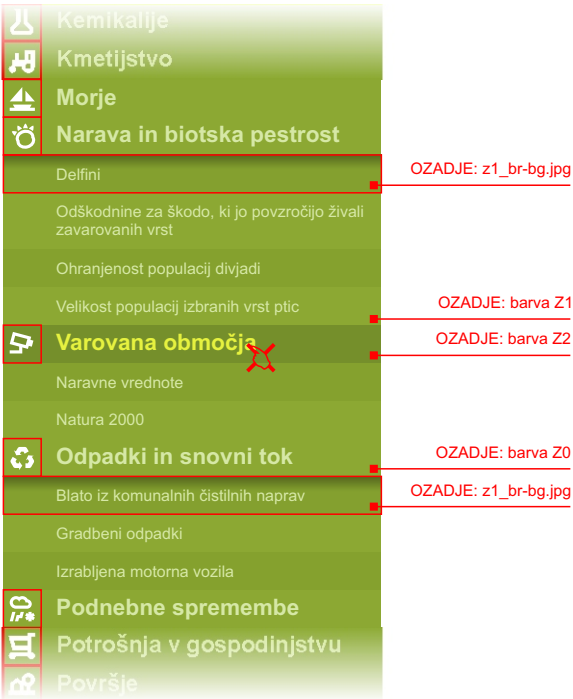 Kemikalije
Kmetijstvo
Morje
Narava in biotska pestrost
Delfini
OZADJE: z1_br-bg.jpg
Odškodnine za škodo, ki jo povzročijo živali
zavarovanih vrst
Ohranjenost populacij divjadi
Velikost populacij izbranih vrst ptic
OZADJE: barva Z1
Varovana območja
OZADJE: barva Z2
Naravne vrednote
Natura 2000
Odpadki in snovni tok
OZADJE: barva Z0
Blato iz komunalnih čistilnih naprav
OZADJE: z1_br-bg.jpg
Gradbeni odpadki
Izrabljena motorna vozila
Podnebne spremembe
Potrošnja v gospodinjstvu
Površje